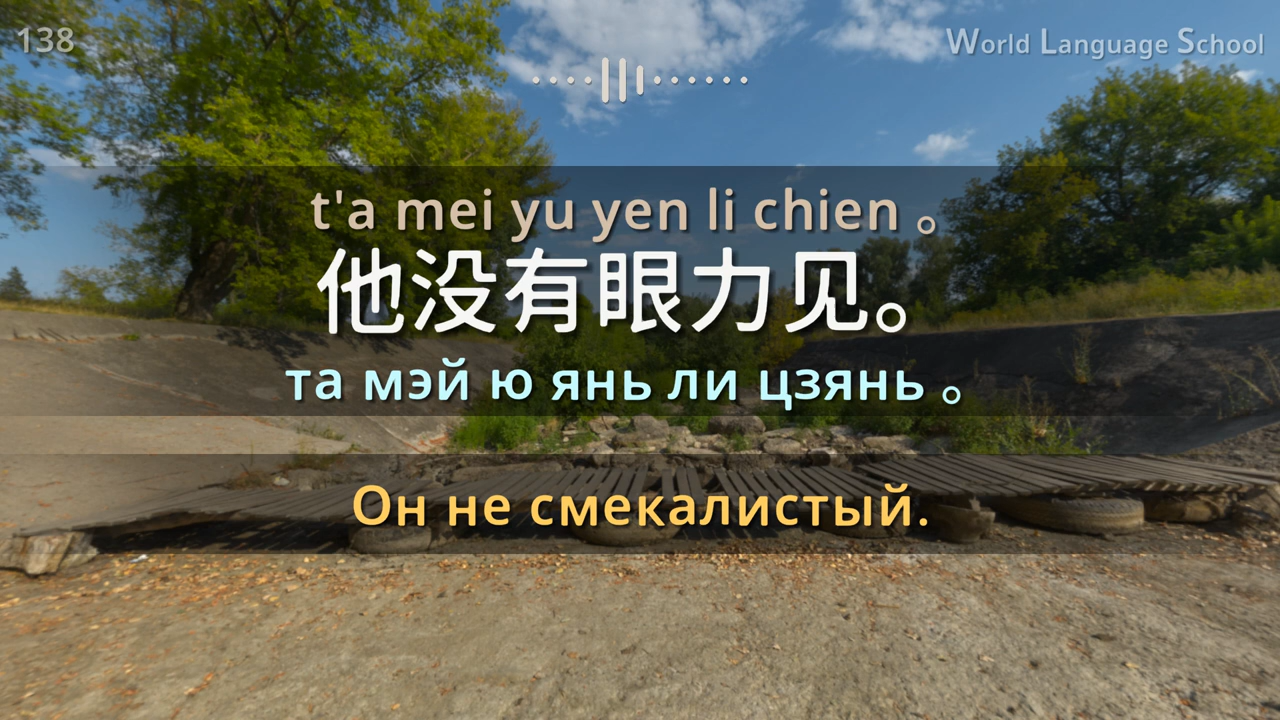 138
World Language School
t'a mei yu yen li chien 。
他没有眼力见。
та мэй ю янь ли цзянь 。
Он не смекалистый.